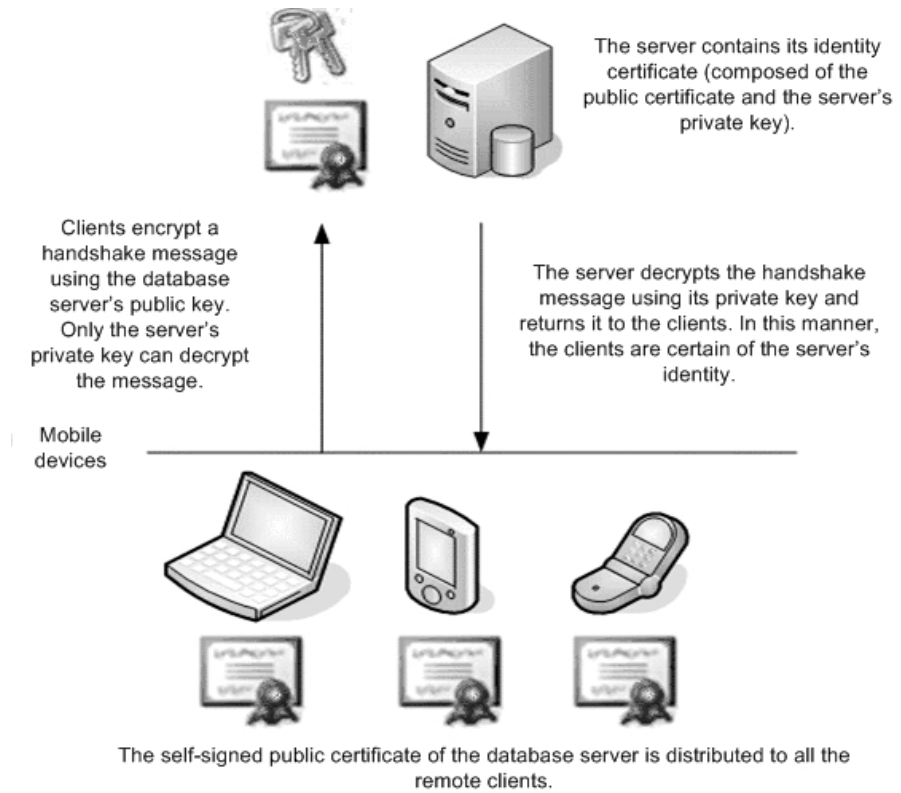 The server contains its identity
certificate (composed of the
public certificate and the server's
private key).
Clients encrypt a
handshake message
using the database
server's public key.
Only the server's
private key can decrypt
the message.
The server decrypts the handshake
message using its private key and
returns it to the clients. In this manner,
the clients are certain of the server's
identity.
Mobile
devices
The self-signed public certificate of the database server is distributed to all the
remote clients.